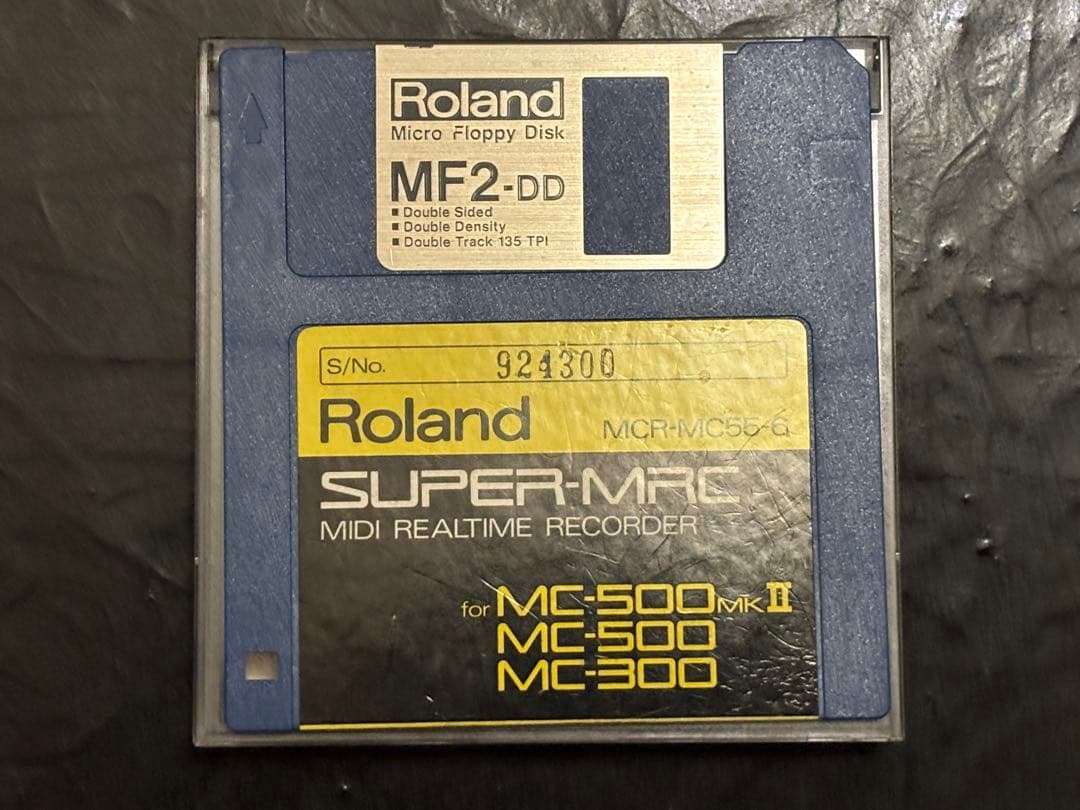 Roland
Micro Floppy Disk
MF2-DD
▪ Double Sided
▪ Double Density
▪ Double Track 135 TPI
S/No. 924300
Roland MCR-MC55-6
SUPER-MRC
MIDI REALTIME RECORDER
for MC-500MKII
MC-500
MC-300